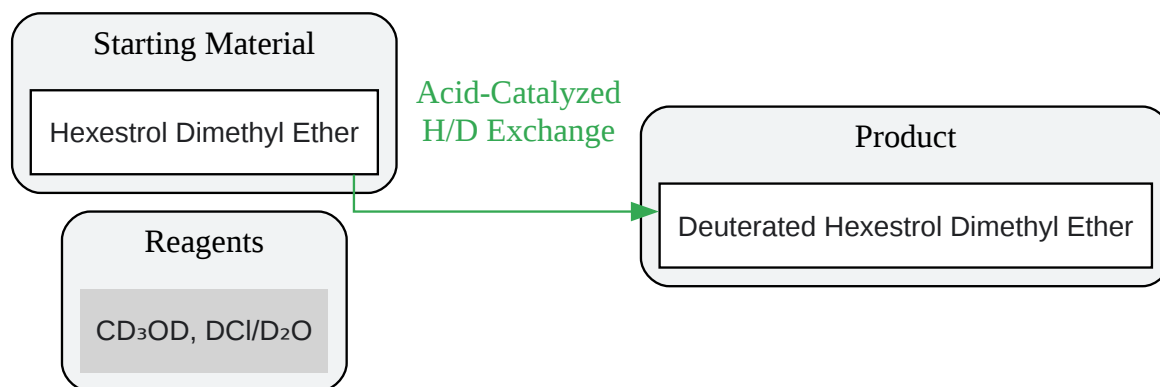 Starting Material
Hexestrol Dimethyl Ether
Acid-Catalyzed
H/D Exchange
Product
Deuterated Hexestrol Dimethyl Ether
Reagents
CD₃OD, DCl/D₂O